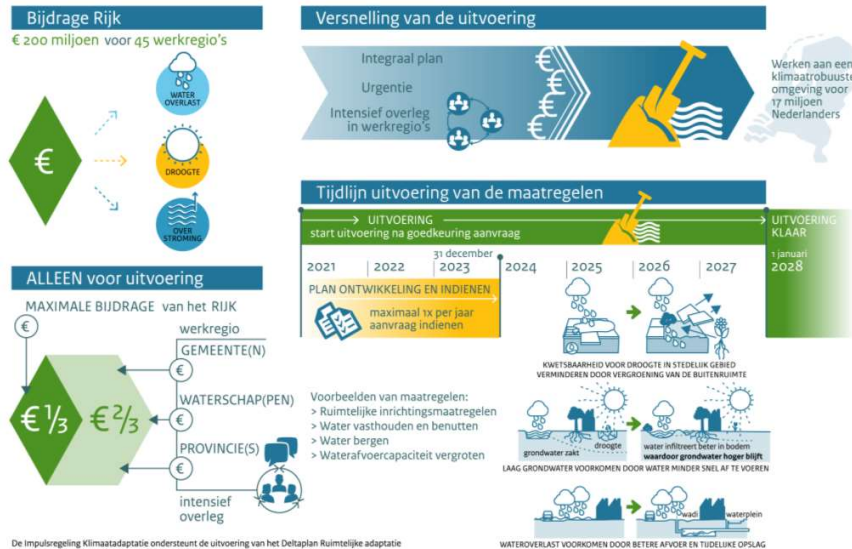 Bijdrage Rijk
€ 200 miljoen voor 45 werkregio's
€
WATER
OVERLAST
DROOGTE
OVER
STROMING
Versnelling van de uitvoering
Integraal plan
Urgentie
Intensief overleg
in werkregio's
€
€
€
€
Werken aan een
klimaatrobuuste
omgeving voor
17 miljoen
Nederlanders
Tijdlijn uitvoering van de maatregelen
UITVOERING
start uitvoering na goedkeuring aanvraag
UITVOERING
KLAAR
31 december
1 januari
2021 2022 2023 2024 2025 2026 2027 2028
PLAN ONTWIKKELING EN INDIENEN
maximaal 1x per jaar
aanvraag indienen
KWETSBAARHEID VOOR DROOGTE IN STEDELIJK GEBIED
VERMINDEREN DOOR VERGROENING VAN DE BUITENRUIMTE
ALLEEN voor uitvoering
MAXIMALE BIJDRAGE van het RIJK
€
werkregio
GEMEENTE(N)
€
€ 1/3
€ 2/3
WATERSCHAP(PEN)
€
PROVINCIE(S)
€
intensief
overleg
Voorbeelden van maatregelen:
> Ruimtelijke inrichtingsmaatregelen
> Water vasthouden en benutten
> Water bergen
> Waterafvoercapaciteit vergroten
grondwater zakt
droogte
water infiltreert beter in bodem
waardoor grondwater hoger blijft
LAAG GRONDWATER VOORKOMEN DOOR WATER MINDER SNEL AF TE VOEREN
wadi
waterplein
WATEROVERLAST VOORKOMEN DOOR BETERE AFVOER EN TIJDELIJKE OPSLAG
De Impulsregeling Klimaatadaptatie ondersteunt de uitvoering van het Deltaplan Ruimtelijke adaptatie